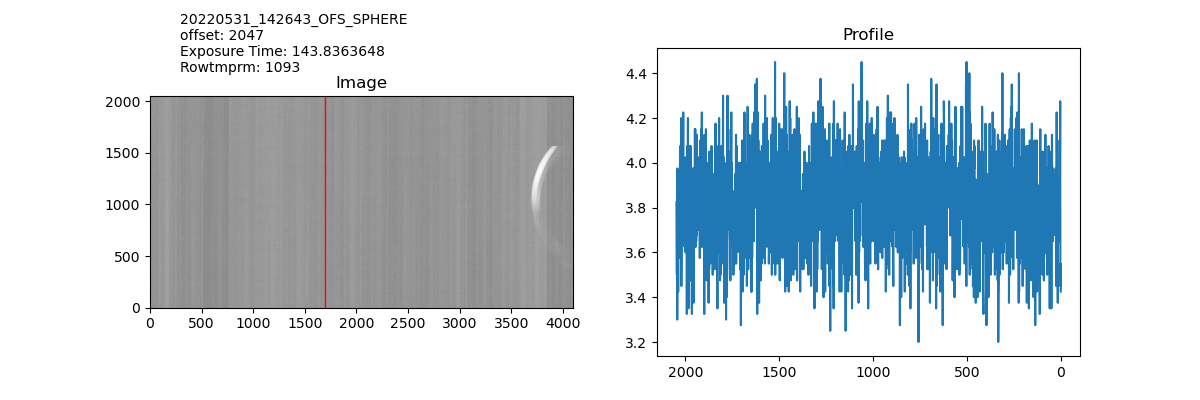 20220531_142643_OFS_SPHERE
offset: 2047
Exposure Time: 143.8363648
Rowtmprm: 1093
Image
2000
1500
1000
500
0
0 500 1000 1500 2000 2500 3000 3500 4000
Profile
4.4
4.2
4.0
3.8
3.6
3.4
3.2
2000 1500 1000 500 0